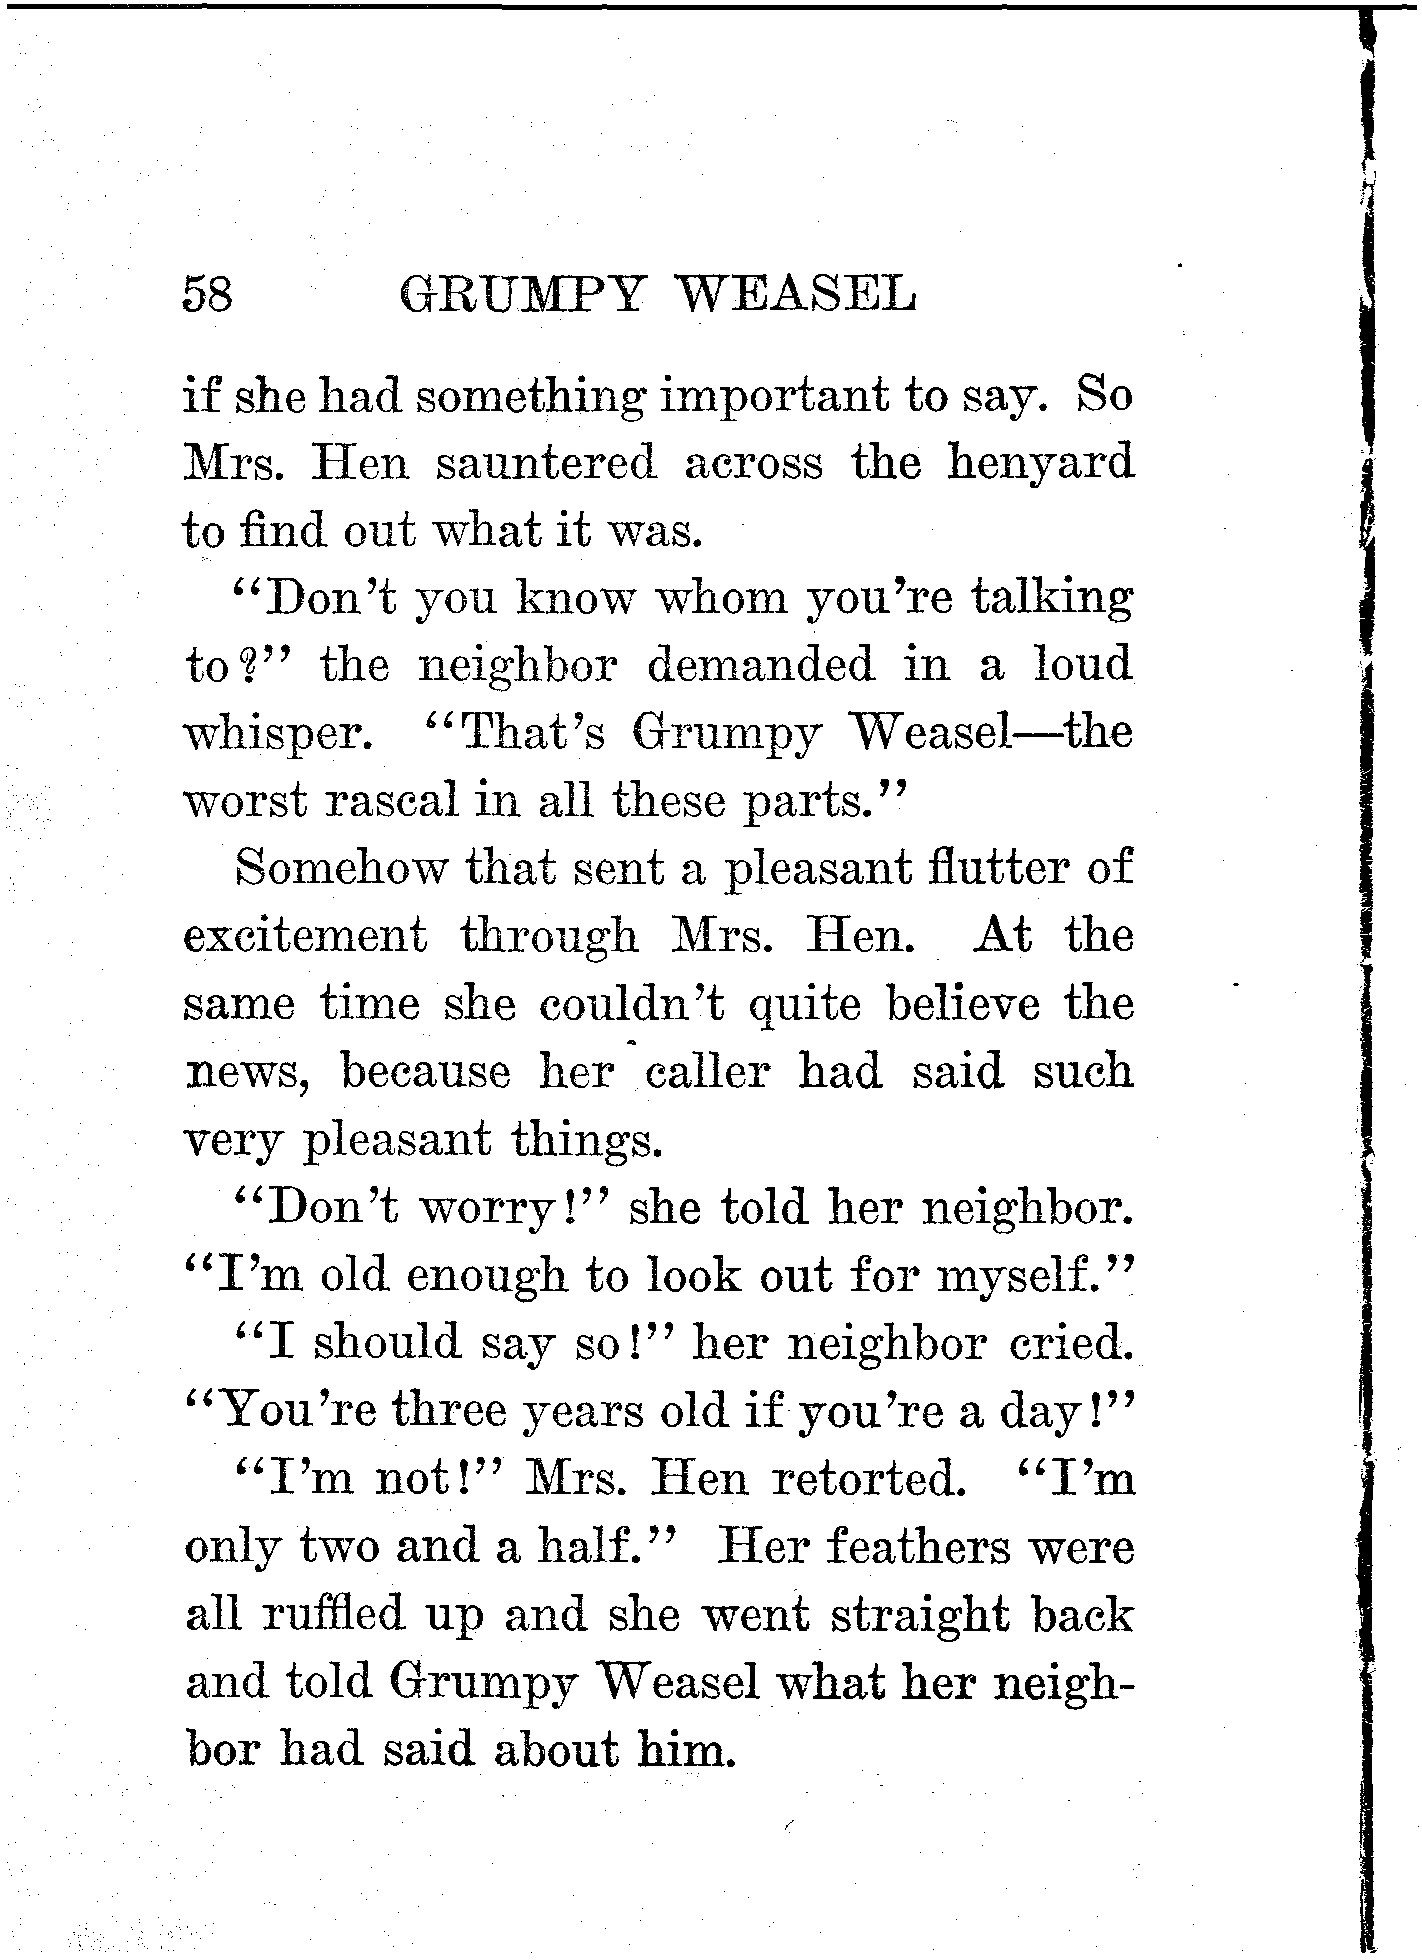 58 GRUMPY WEASEL
if she had something important to say. So
Mrs. Hen sauntered across the henyard
to find out what it was.
"Don't you know whom you're talking
to?" the neighbor demanded in a loud
whisper. "That's Grumpy Weasel—the
worst rascal in all these parts."
Somehow that sent a pleasant flutter of
excitement through Mrs. Hen. At the
same time she couldn't quite believe the
news, because her caller had said such
very pleasant things.
"Don't worry!" she told her neighbor.
"I'm old enough to look out for myself."
"I should say so!" her neighbor cried.
"You're three years old if you're a day!"
"I'm not!" Mrs. Hen retorted. "I'm
only two and a half." Her feathers were
all ruffled up and she went straight back
and told Grumpy Weasel what her neigh-
bor had said about him.